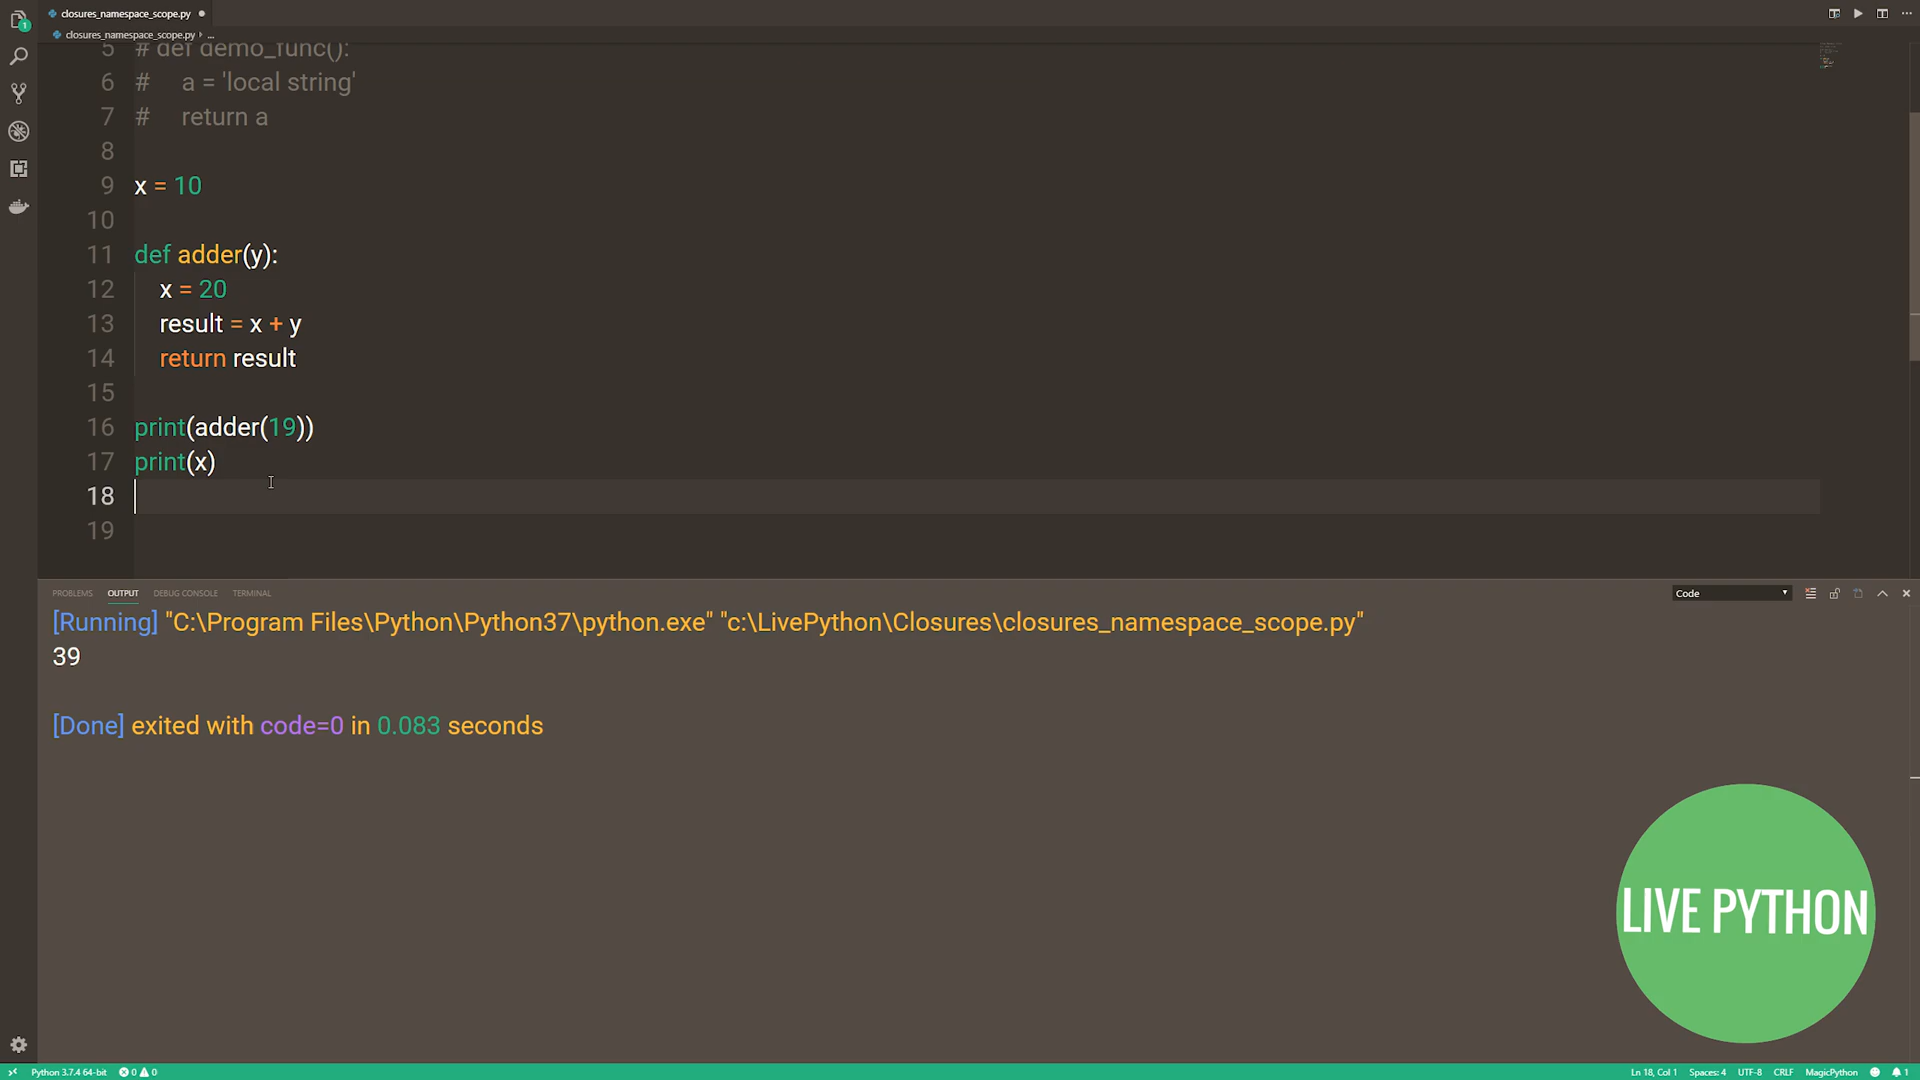 closures_namespace_scope.py
closures_namespace_scope.py › ...
5 # def demo_func():
6 #     a = 'local string'
7 #     return a
8
9 x = 10
10
11 def adder(y):
12     x = 20
13     result = x + y
14     return result
15
16 print(adder(19))
17 print(x)
18
19
PROBLEMS OUTPUT DEBUG CONSOLE TERMINAL Code
[Running] "C:\Program Files\Python\Python37\python.exe" "c:\LivePython\Closures\closures_namespace_scope.py"
39
[Done] exited with code=0 in 0.083 seconds
LIVE PYTHON
Python 3.7.4 64-bit 0 0 Ln 18, Col 1 Spaces: 4 UTF-8 CRLF MagicPython 1